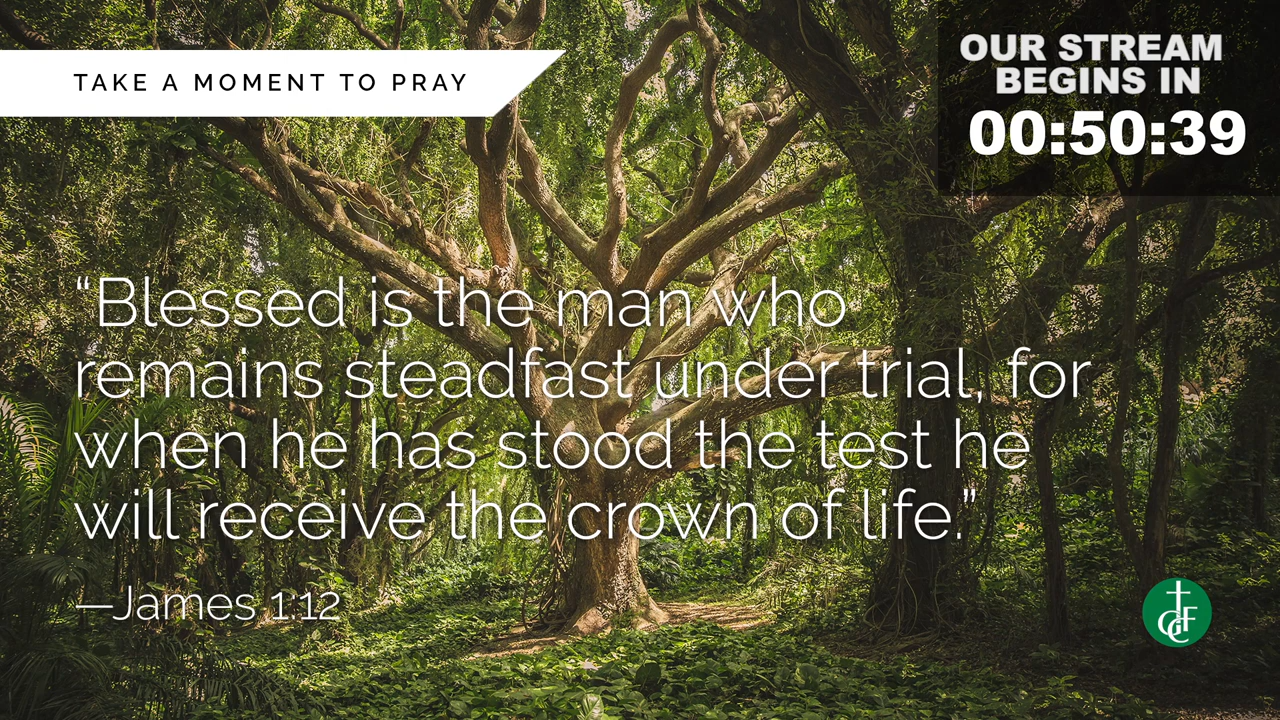 TAKE A MOMENT TO PRAY
OUR STREAM
BEGINS IN
00:50:39
“Blessed is the man who
remains steadfast under trial, for
when he has stood the test he
will receive the crown of life.”
—James 1:12
GCF